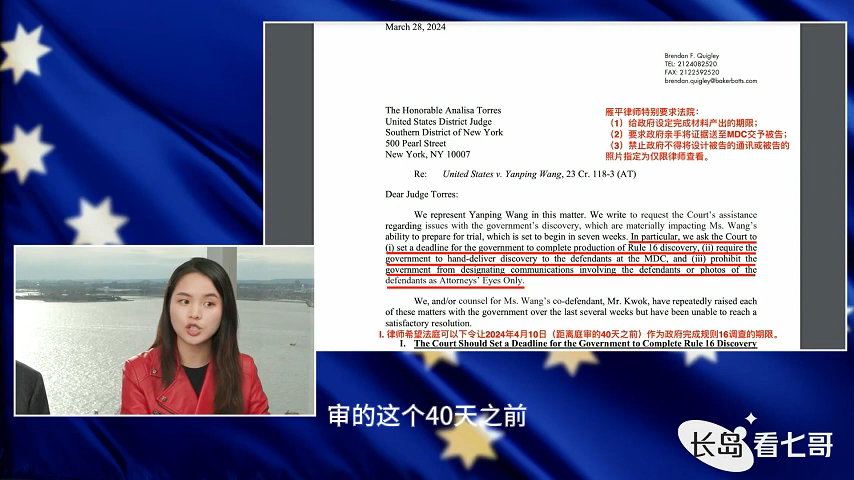 March 28, 2024
Brendan F. Quigley
TEL: 2124082520
FAX: 2122592520
brendan.quigley@bakerbotts.com
The Honorable Analisa Torres
United States District Judge
Southern District of New York
500 Pearl Street
New York, NY 10007
雁平律师特别要求法院：
（1）给政府设定完成材料产出的期限；
（2）要求政府亲手将证据送至MDC交予被告；
（3）禁止政府不得将设计被告的通讯或被告的
照片指定为仅限律师查看。
Re: United States v. Yanping Wang, 23 Cr. 118-3 (AT)
Dear Judge Torres:
We represent Yanping Wang in this matter. We write to request the Court's assistance
regarding issues with the government's discovery, which are materially impacting Ms. Wang's
ability to prepare for trial, which is set to begin in seven weeks. In particular, we ask the Court to
(i) set a deadline for the government to complete production of Rule 16 discovery, (ii) require the
government to hand-deliver discovery to the defendants at the MDC, and (iii) prohibit the
government from designating communications involving the defendants or photos of the
defendants as Attorneys' Eyes Only.
We, and/or counsel for Ms. Wang's co-defendant, Mr. Kwok, have repeatedly raised each
of these matters with the government over the last several weeks but have been unable to reach a
satisfactory resolution.
I. 律师希望法庭可以下令让2024年4月10日（距离庭审的40天之前）作为政府完成规则16调查的期限。
I. The Court Should Set a Deadline for the Government to Complete Rule 16 Discovery
审的这个40天之前
长岛看七哥